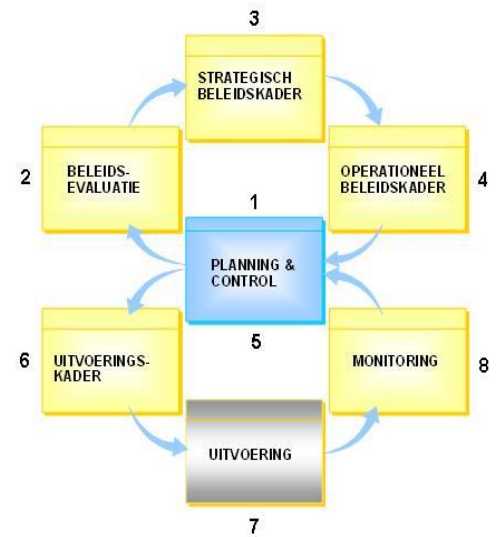 3
STRATEGISCH
BELEIDSKADER
2
BELEIDS-
EVALUATIE
OPERATIONEEL
BELEIDSKADER
4
1
PLANNING &
CONTROL
5
6
UITVOERINGS-
KADER
MONITORING
8
UITVOERING
7